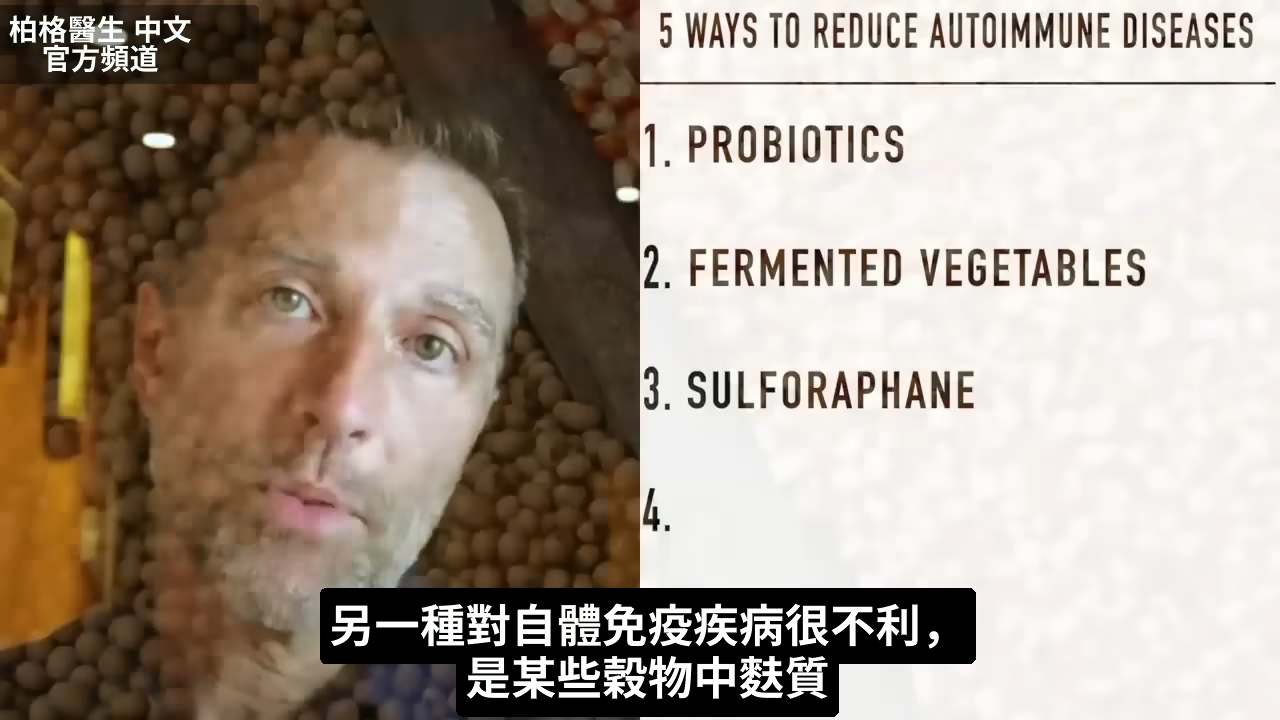 柏格醫生 中文
官方頻道
5 WAYS TO REDUCE AUTOIMMUNE DISEASES
1. PROBIOTICS
2. FERMENTED VEGETABLES
3. SULFORAPHANE
4.
另一種對自體免疫疾病很不利，
是某些穀物中麩質